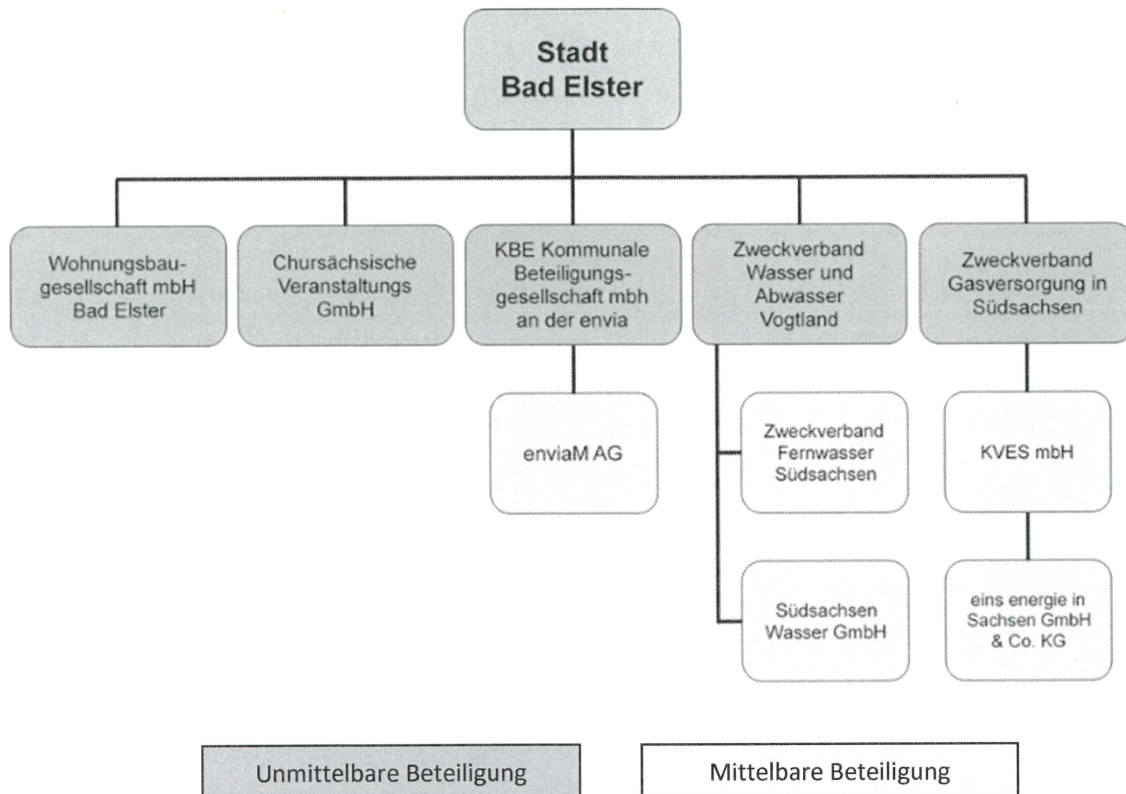 Stadt
Bad Elster
Wohnungsbau-
gesellschaft mbH
Bad Elster
Chursächsische
Veranstaltungs
GmbH
KBE Kommunale
Beteiligungs-
gesellschaft mbh
an der envia
Zweckverband
Wasser und
Abwasser
Vogtland
Zweckverband
Gasversorgung in
Südsachsen
enviaM AG
Zweckverband
Fernwasser
Südsachsen
KVES mbH
Südsachsen
Wasser GmbH
eins energie in
Sachsen GmbH
& Co. KG
Unmittelbare Beteiligung
Mittelbare Beteiligung